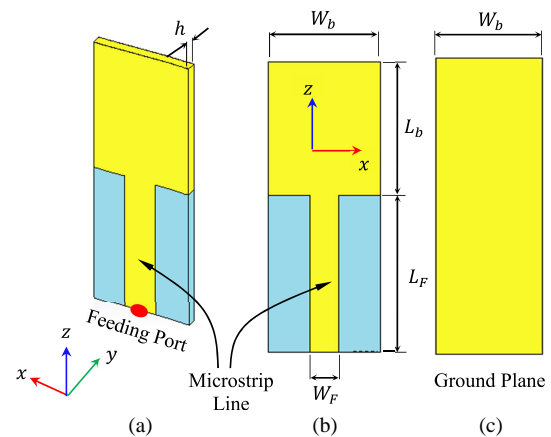 h
Feeding Port
z
y
x
(a)
Microstrip
Line
W_b
z
x
L_b
L_F
W_F
(b)
W_b
Ground Plane
(c)